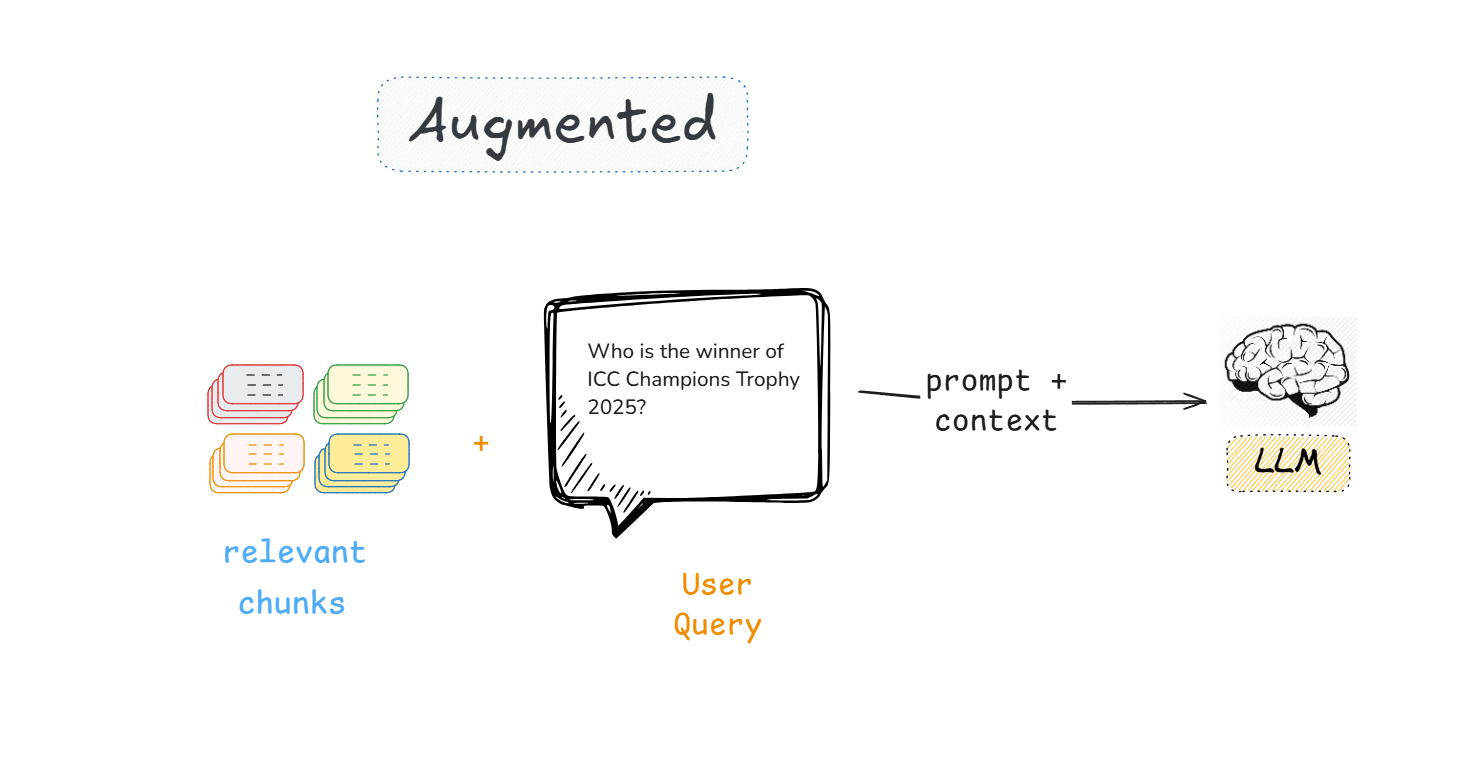 Augmented
Who is the winner of
ICC Champions Trophy
2025?
prompt +
context
LLM
+
relevant
chunks
User
Query